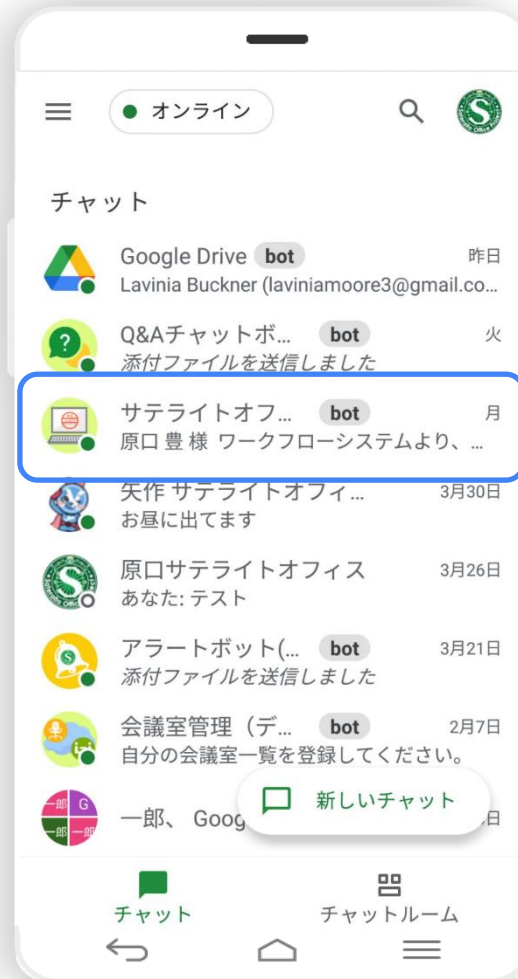 オンライン
チャット
Google Drive bot 昨日
Lavinia Buckner (laviniamoore3@gmail.co...
Q&Aチャットボ... bot 火
添付ファイルを送信しました
サテライトオフ... bot 月
原口 豊 様 ワークフローシステムより、...
矢作 サテライトオフィ... 3月30日
お昼に出てます
原口サテライトオフィス 3月26日
あなた: テスト
アラートボット(... bot 3月21日
添付ファイルを送信しました
会議室管理（デ... bot 2月7日
自分の会議室一覧を登録してください。
一郎、 Goog
新しいチャット
日
チャット
チャットルーム